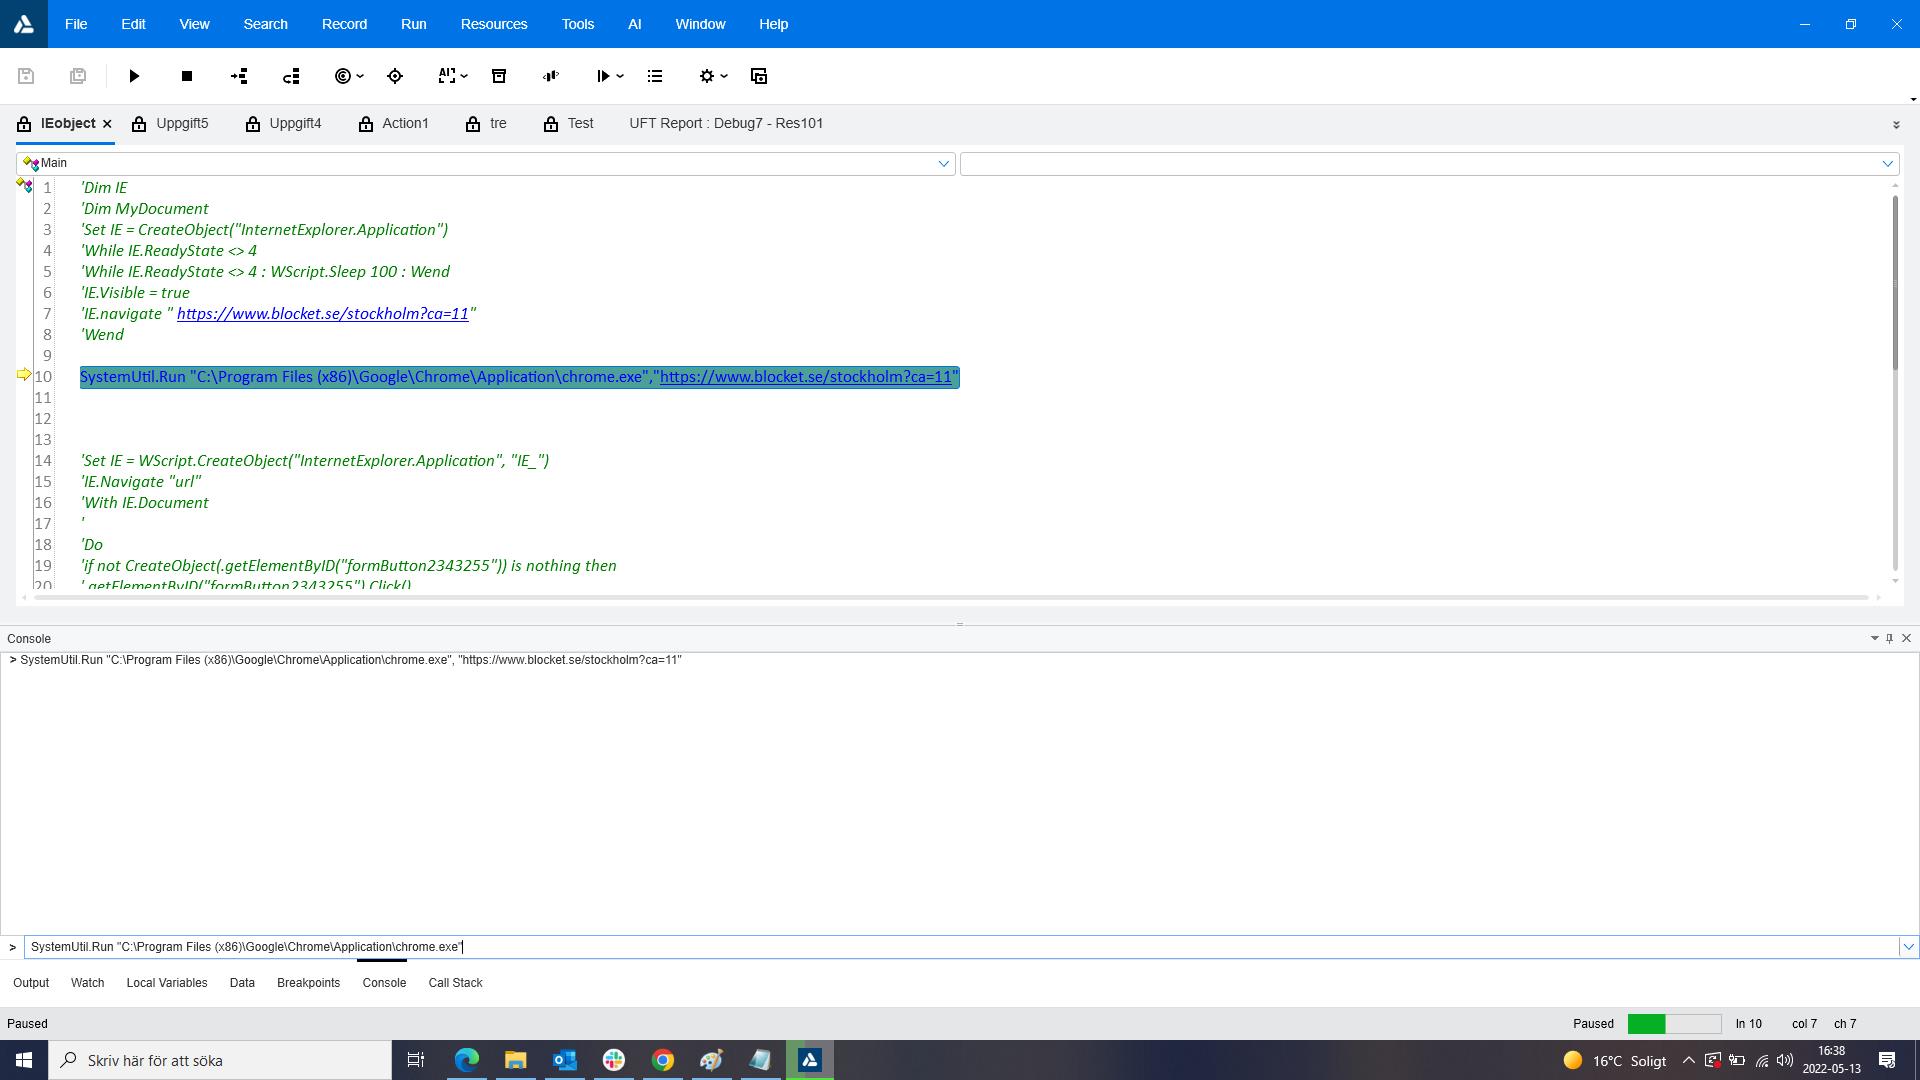 File Edit View Search Record Run Resources Tools AI Window Help
AI
IEobject Uppgift5 Uppgift4 Action1 tre Test UFT Report : Debug7 - Res101
Main
1 'Dim IE
2 'Dim MyDocument
3 'Set IE = CreateObject("InternetExplorer.Application")
4 'While IE.ReadyState <> 4
5 'While IE.ReadyState <> 4 : WScript.Sleep 100 : Wend
6 'IE.Visible = true
7 'IE.navigate " https://www.blocket.se/stockholm?ca=11"
8 'Wend
9
10 SystemUtil.Run "C:\Program Files (x86)\Google\Chrome\Application\chrome.exe","https://www.blocket.se/stockholm?ca=11"
11
12
13
14 'Set IE = WScript.CreateObject("InternetExplorer.Application", "IE_")
15 'IE.Navigate "url"
16 'With IE.Document
17 '
18 'Do
19 'if not CreateObject(.getElementByID("formButton2343255")) is nothing then
20 ' .getElementByID("formButton2343255").Click()
Console
> SystemUtil.Run "C:\Program Files (x86)\Google\Chrome\Application\chrome.exe", "https://www.blocket.se/stockholm?ca=11"
> SystemUtil.Run "C:\Program Files (x86)\Google\Chrome\Application\chrome.exe"
Output Watch Local Variables Data Breakpoints Console Call Stack
Paused Paused ln 10 col 7 ch 7
Skriv här för att söka 16°C Soligt 16:38
2022-05-13